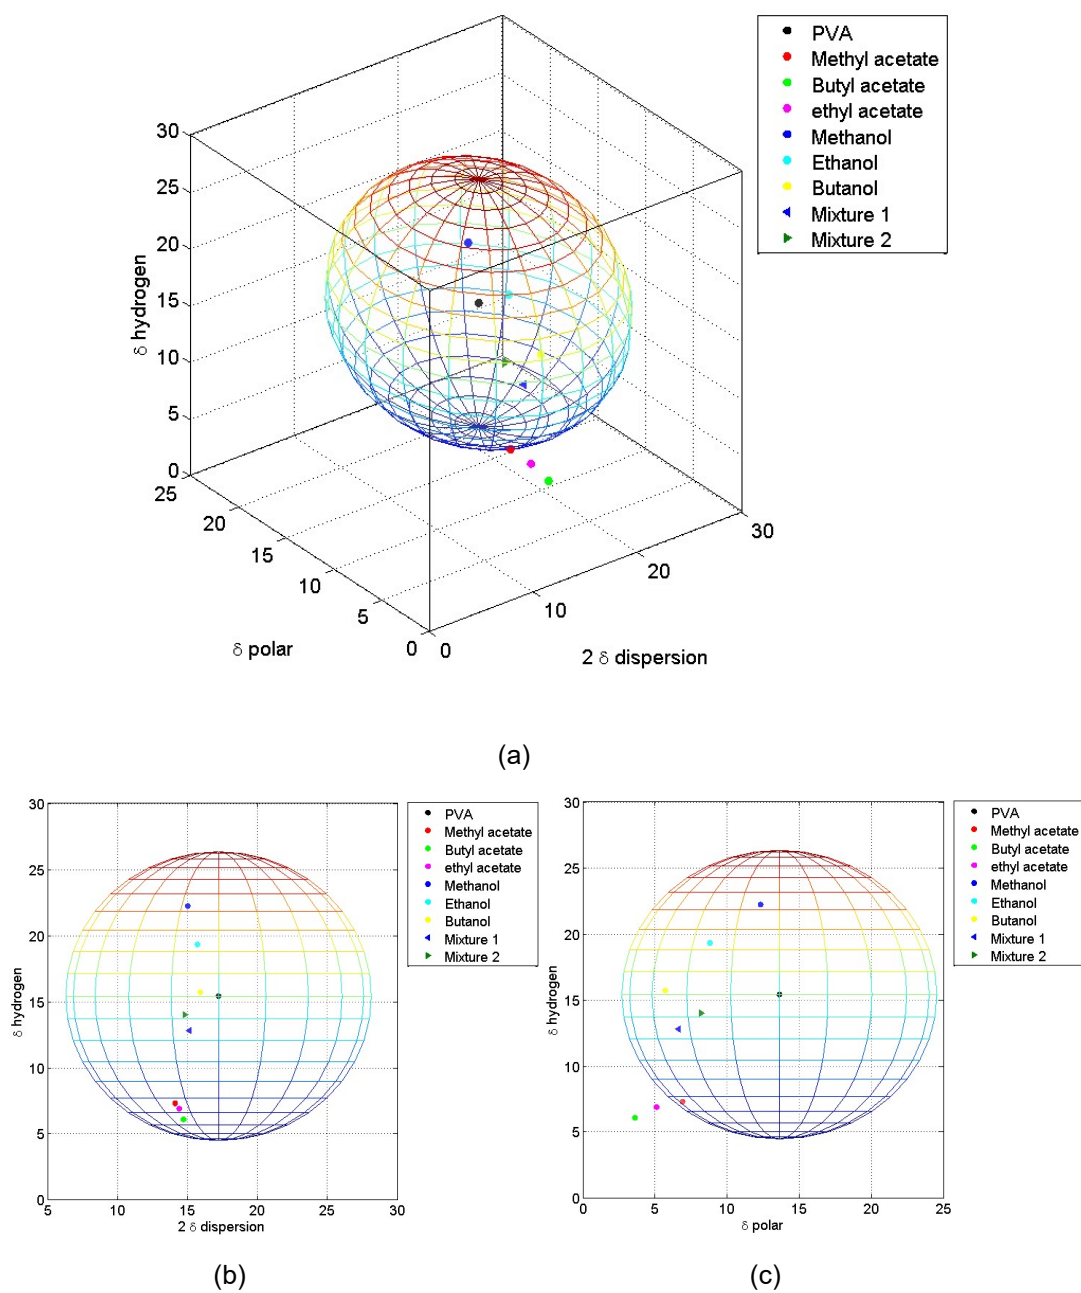 PVA
Methyl acetate
Butyl acetate
ethyl acetate
Methanol
Ethanol
Butanol
Mixture 1
Mixture 2
30
25
20
15
10
5
0
δ hydrogen
25
20
15
10
5
0
δ polar
0
10
20
30
2 δ dispersion
(a)
30
25
20
15
10
5
0
δ hydrogen
5
10
15
20
25
30
2 δ dispersion
PVA
Methyl acetate
Butyl acetate
ethyl acetate
Methanol
Ethanol
Butanol
Mixture 1
Mixture 2
(b)
30
25
20
15
10
5
0
δ hydrogen
0
5
10
15
20
25
δ polar
PVA
Methyl acetate
Butyl acetate
ethyl acetate
Methanol
Ethanol
Butanol
Mixture 1
Mixture 2
(c)